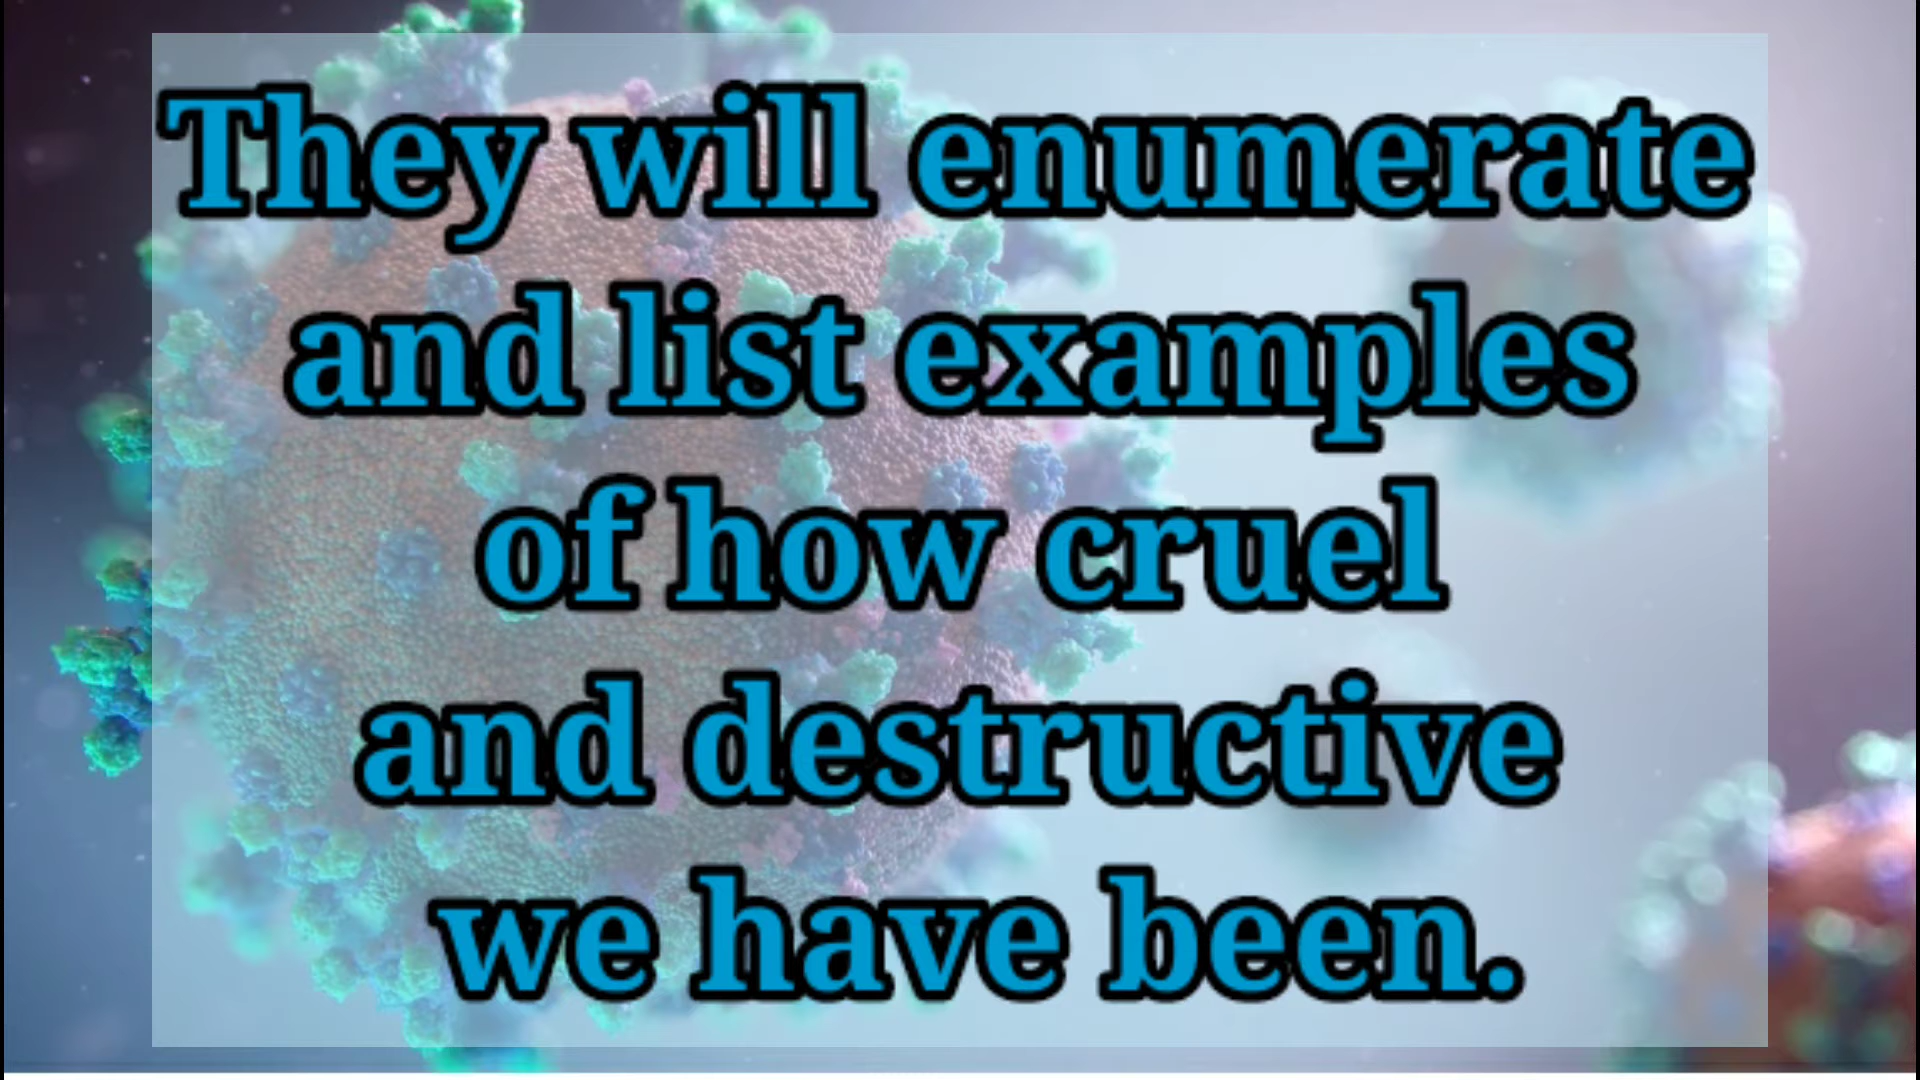 They will enumerate
and list examples
of how cruel
and destructive
we have been.